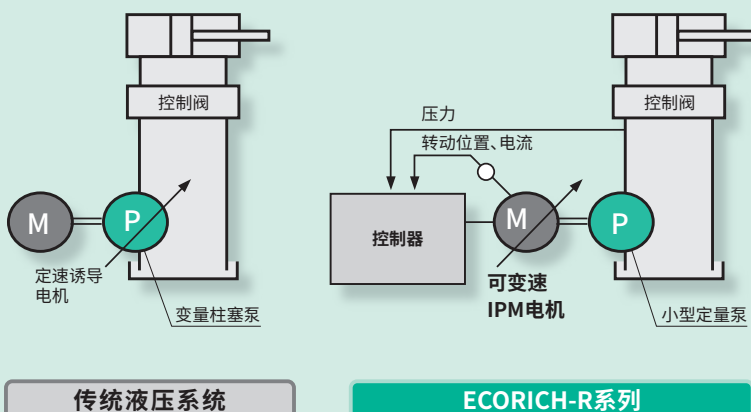 控制阀
M
P
定速诱导
电机
变量柱塞泵
传统液压系统
压力
转动位置、电流
控制阀
控制器
M
P
可变速
IPM电机
小型定量泵
ECORICH-R系列